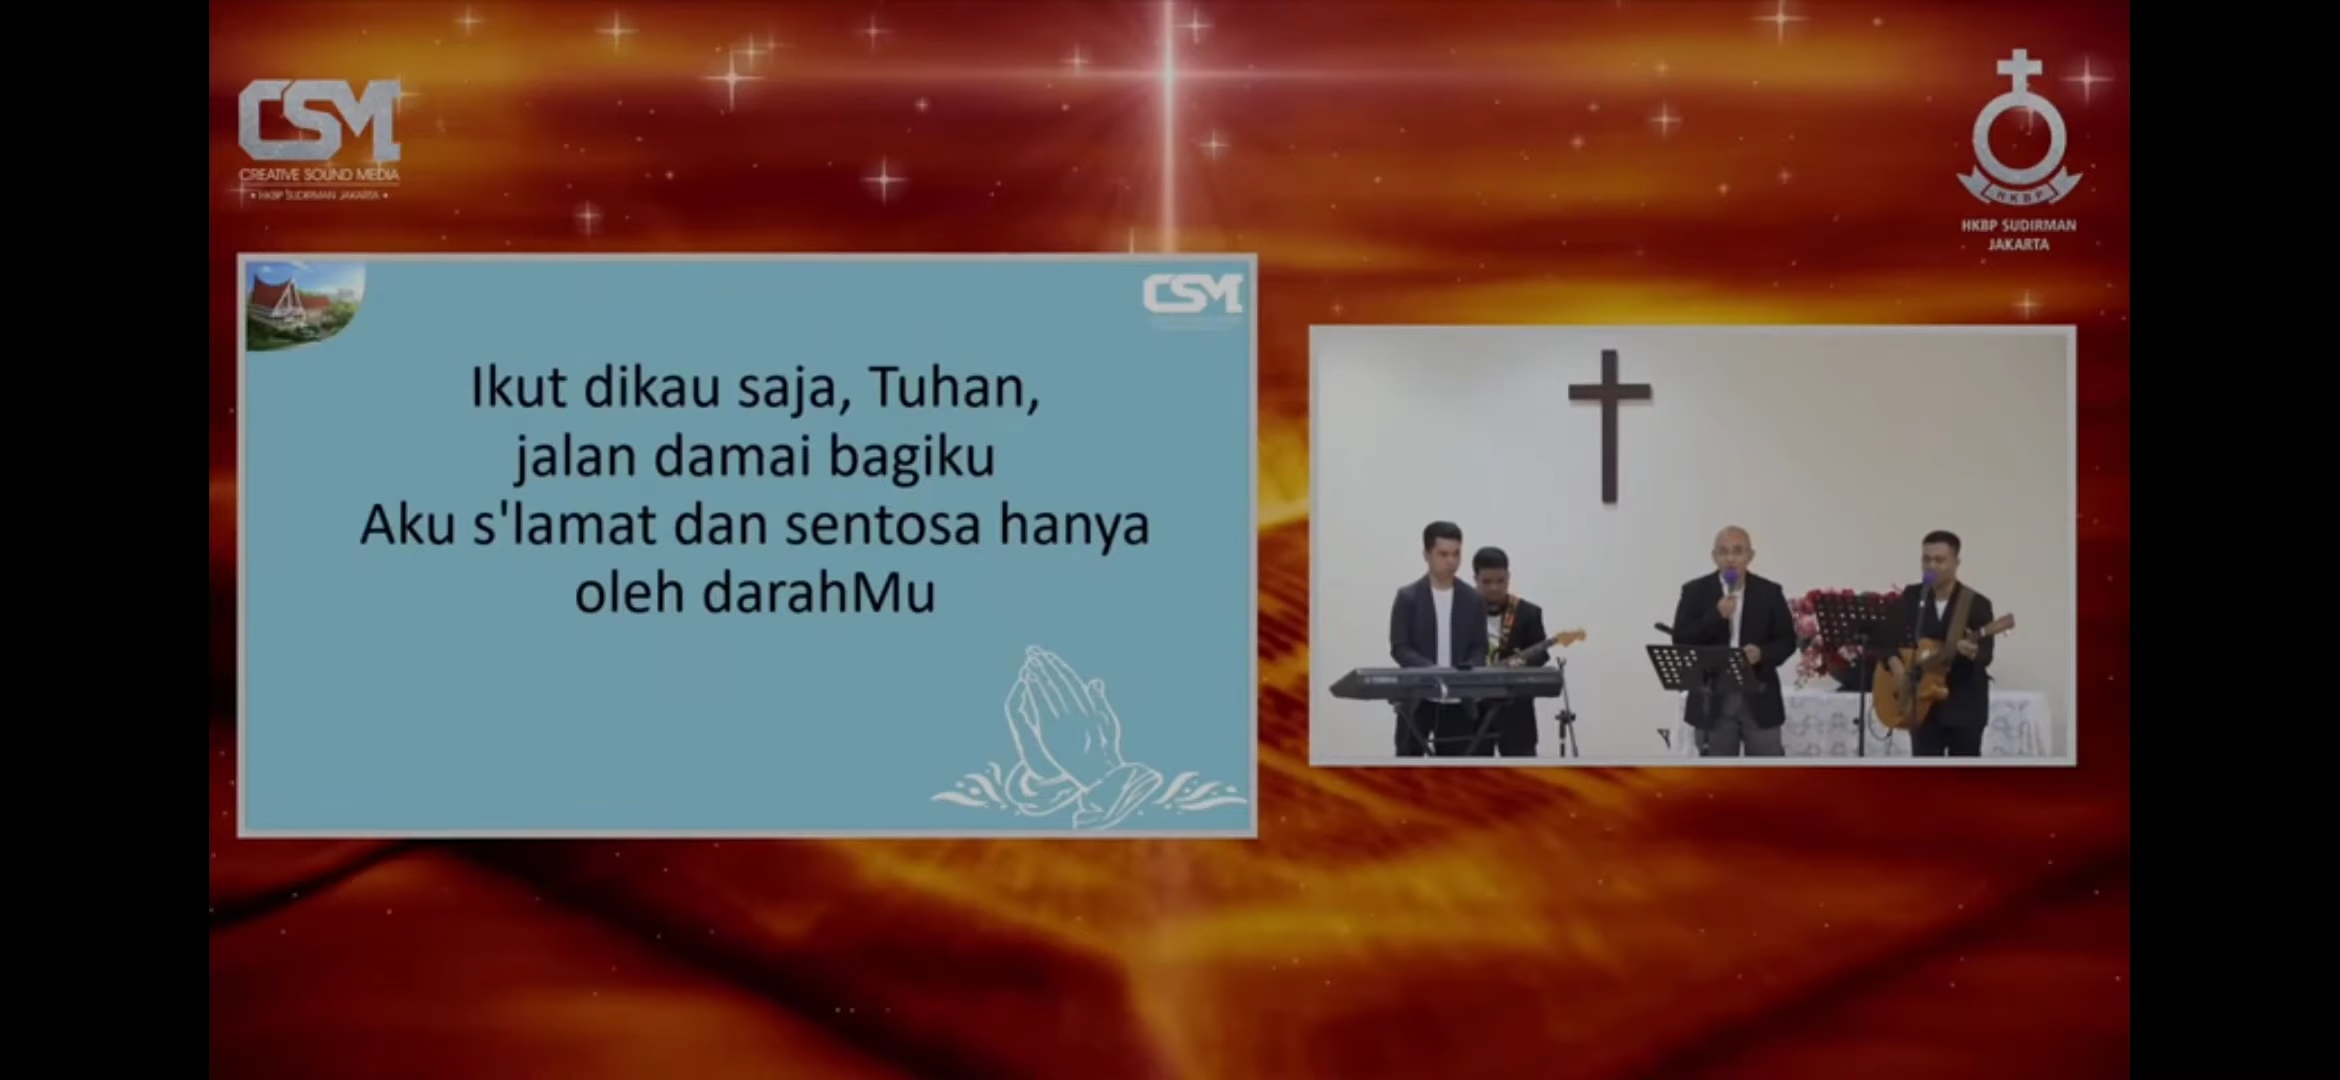 CSM
CREATIVE SOUND MEDIA
• HKBP SUDIRMAN JAKARTA •
HKBP
HKBP SUDIRMAN
JAKARTA
CSM
Ikut dikau saja, Tuhan,
jalan damai bagiku
Aku s'lamat dan sentosa hanya
oleh darahMu